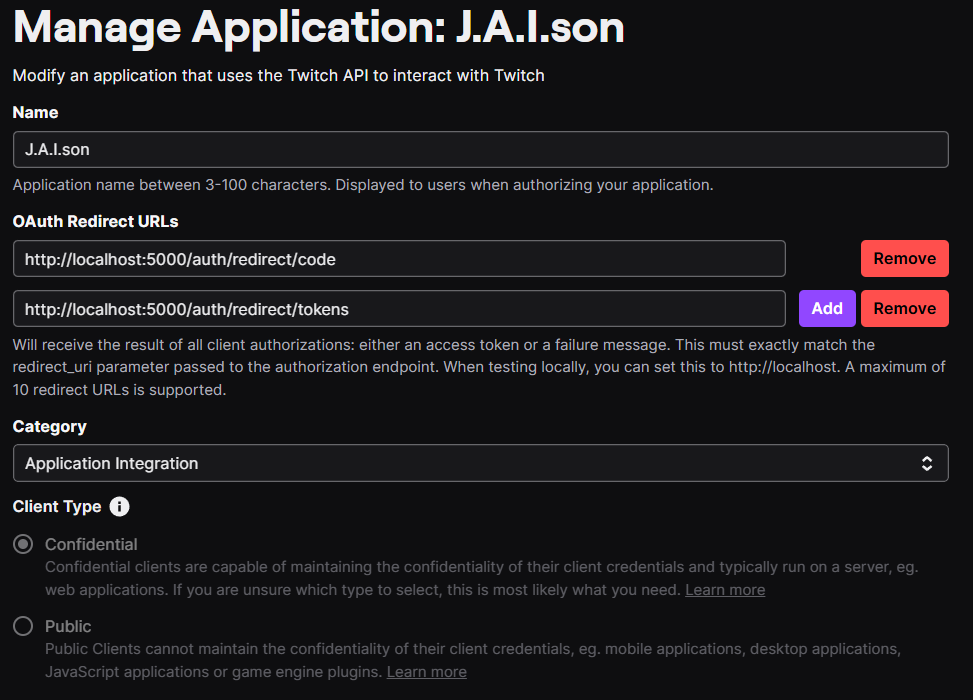 Manage Application: J.A.I.son
Modify an application that uses the Twitch API to interact with Twitch
Name
J.A.I.son
Application name between 3-100 characters. Displayed to users when authorizing your application.
OAuth Redirect URLs
http://localhost:5000/auth/redirect/code
Remove
http://localhost:5000/auth/redirect/tokens
Add
Remove
Will receive the result of all client authorizations: either an access token or a failure message. This must exactly match the
redirect_uri parameter passed to the authorization endpoint. When testing locally, you can set this to http://localhost. A maximum of
10 redirect URLs is supported.
Category
Application Integration
Client Type
Confidential
Confidential clients are capable of maintaining the confidentiality of their client credentials and typically run on a server, eg.
web applications. If you are unsure which type to select, this is most likely what you need. Learn more
Public
Public Clients cannot maintain the confidentiality of their client credentials, eg. mobile applications, desktop applications,
JavaScript applications or game engine plugins. Learn more